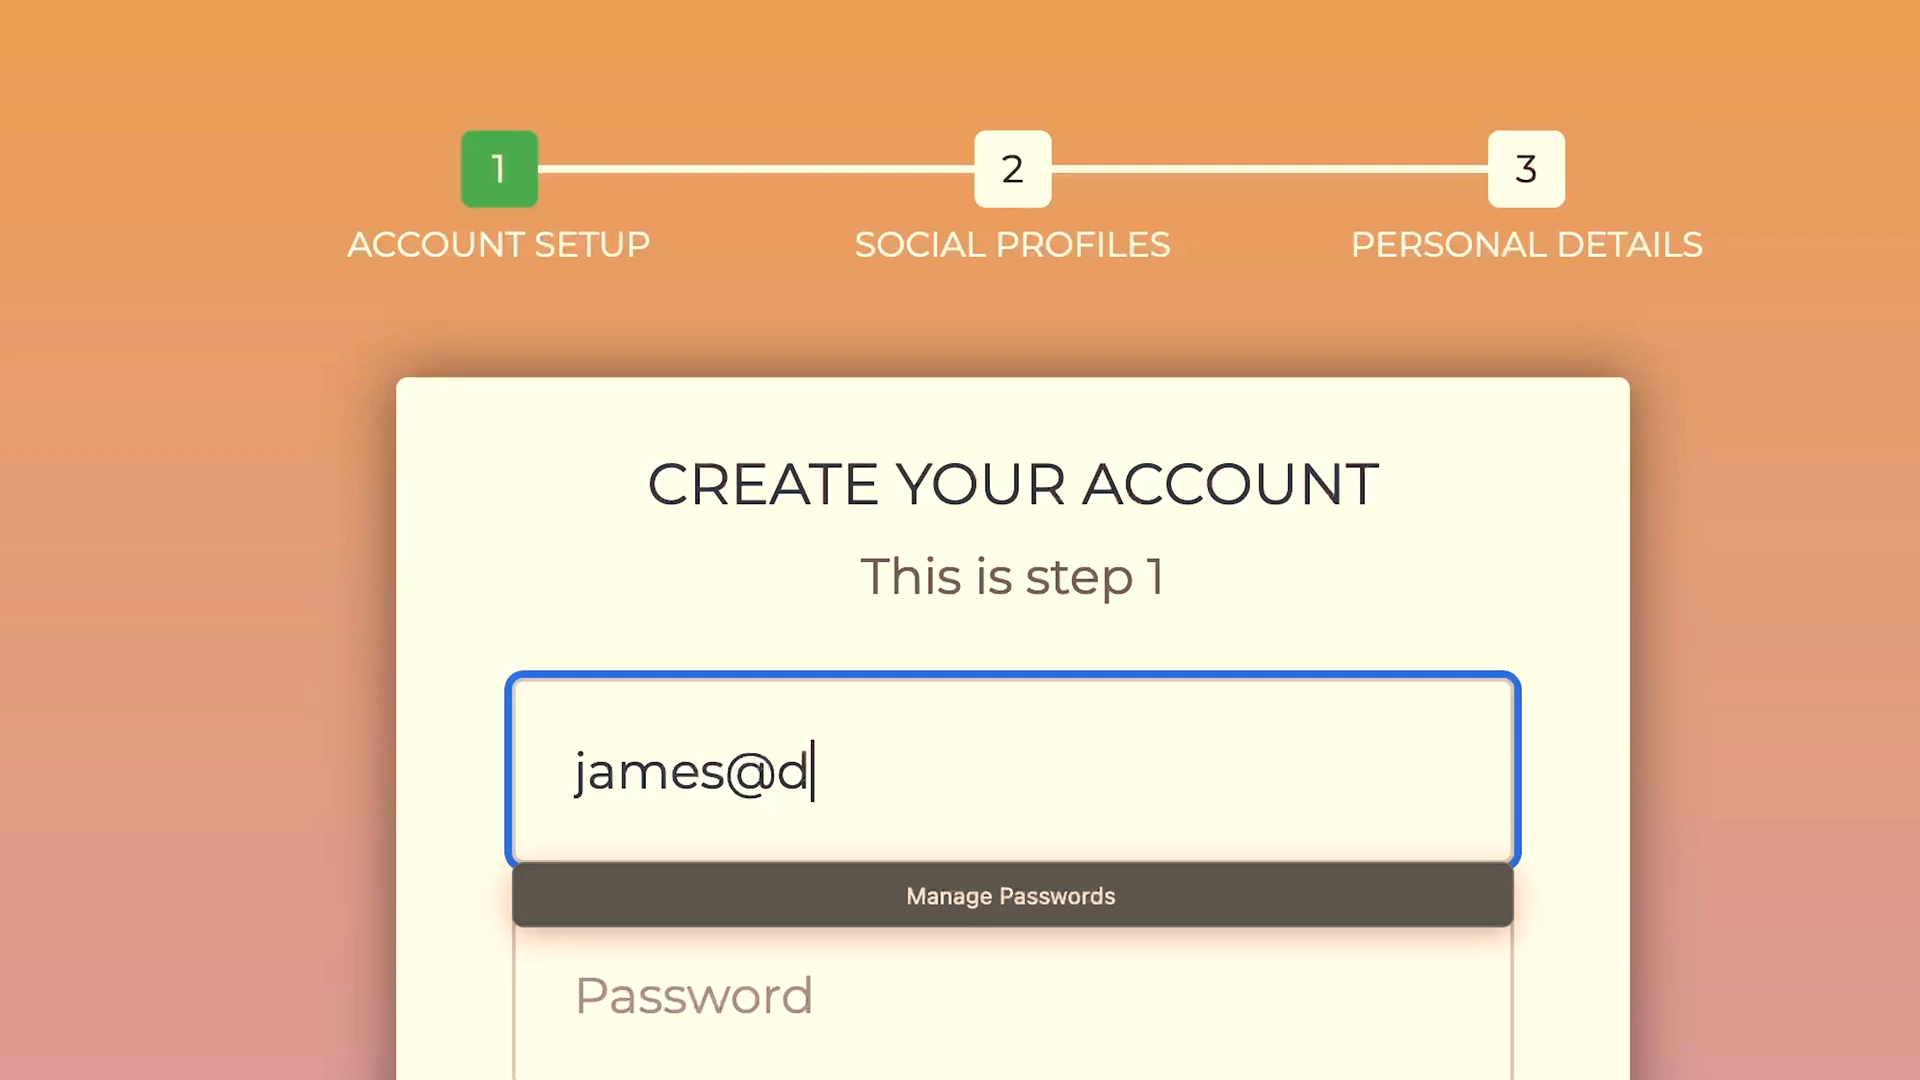 1
2
3
ACCOUNT SETUP
SOCIAL PROFILES
PERSONAL DETAILS
CREATE YOUR ACCOUNT
This is step 1
james@d
Manage Passwords
Password